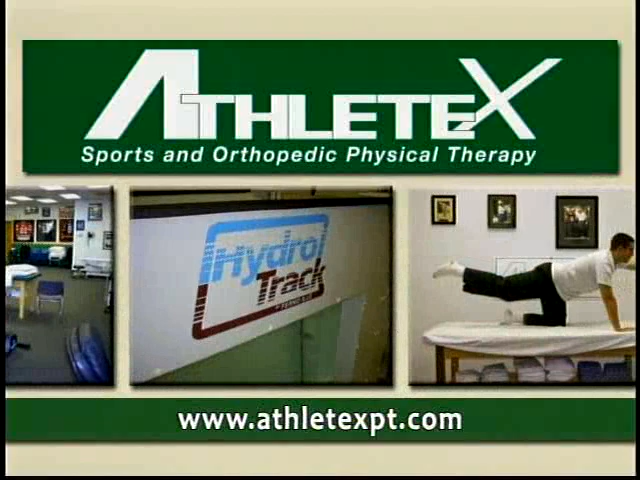 ATHLETEX
Sports and Orthopedic Physical Therapy
Hydro
Track
www.athletexpt.com